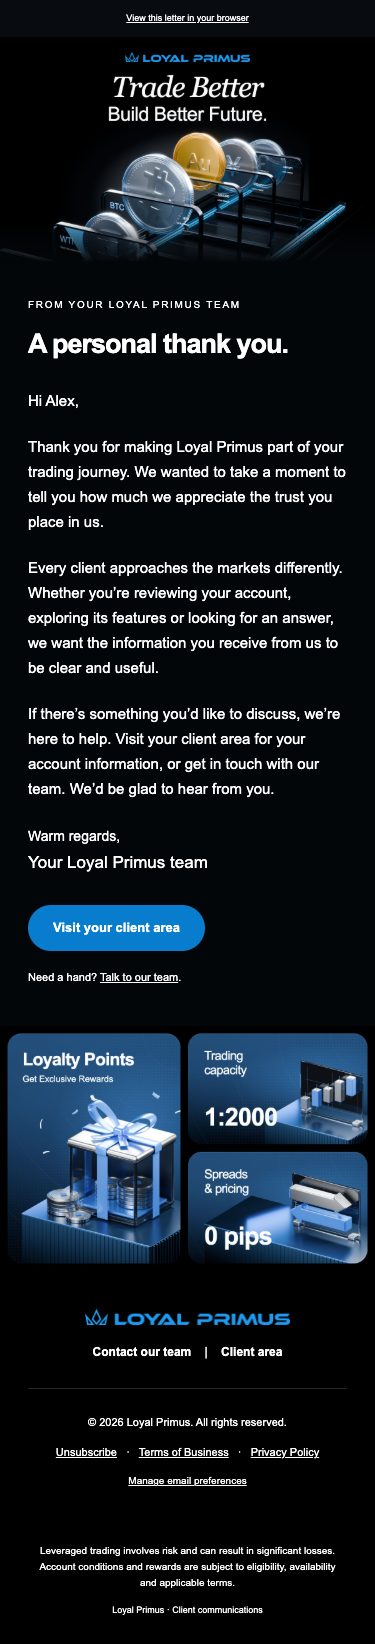 View this letter in your browser
LOYAL PRIMUS
Trade Better
Build Better Future.
Au
BTC
WTI
FROM YOUR LOYAL PRIMUS TEAM
A personal thank you.
Hi Alex,
Thank you for making Loyal Primus part of your
trading journey. We wanted to take a moment to
tell you how much we appreciate the trust you
place in us.
Every client approaches the markets differently.
Whether you’re reviewing your account,
exploring its features or looking for an answer,
we want the information you receive from us to
be clear and useful.
If there’s something you’d like to discuss, we’re
here to help. Visit your client area for your
account information, or get in touch with our
team. We’d be glad to hear from you.
Warm regards,
Your Loyal Primus team
Visit your client area
Need a hand? Talk to our team.
Loyalty Points
Get Exclusive Rewards
Trading
capacity
1:2000
Spreads
& pricing
0 pips
LOYAL PRIMUS
Contact our team | Client area
© 2026 Loyal Primus. All rights reserved.
Unsubscribe · Terms of Business · Privacy Policy
Manage email preferences
Leveraged trading involves risk and can result in significant losses.
Account conditions and rewards are subject to eligibility, availability
and applicable terms.
Loyal Primus · Client communications